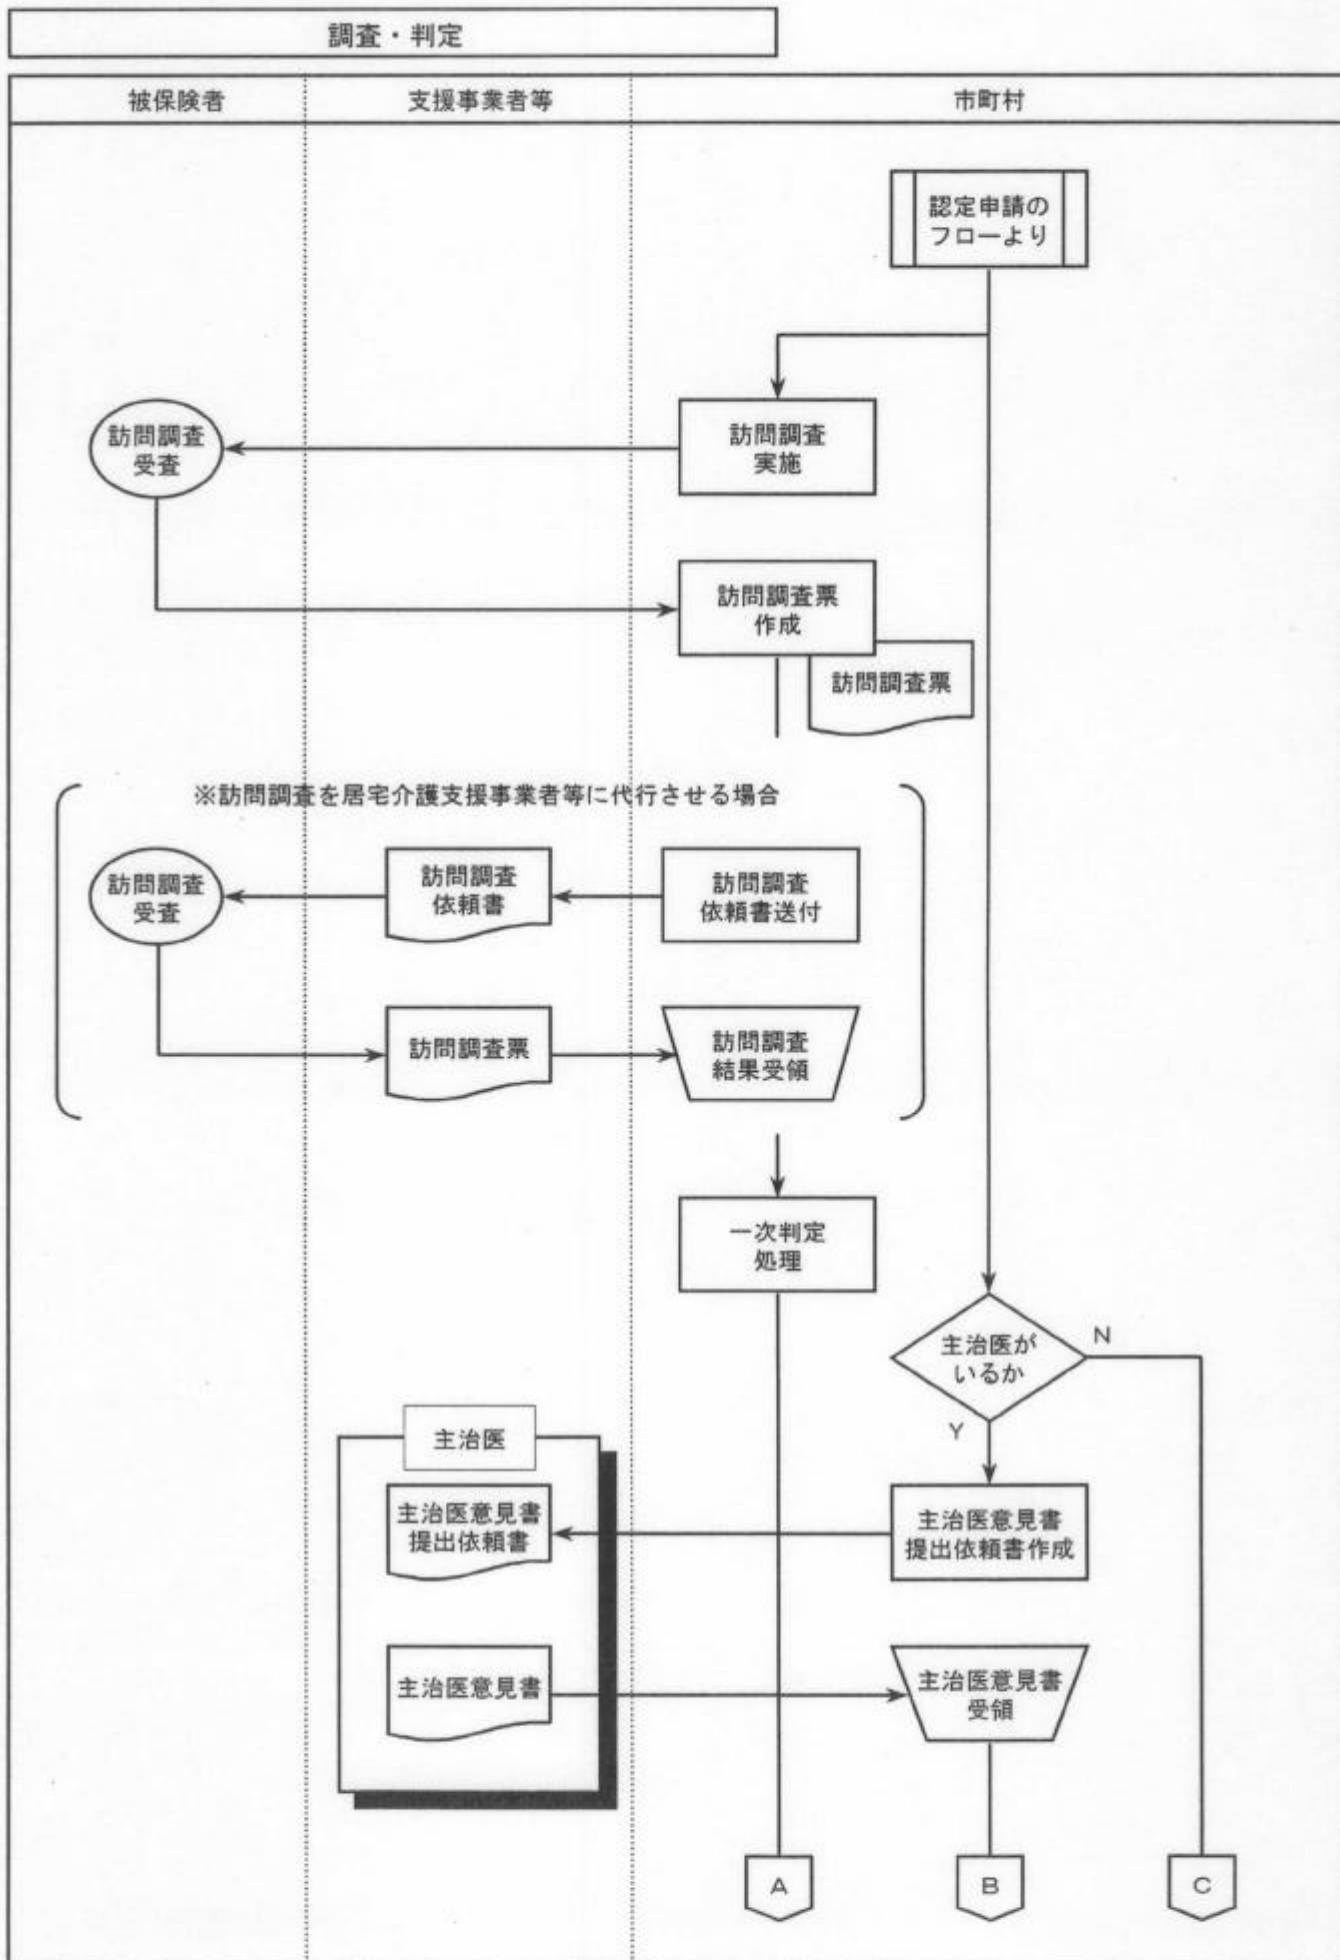 調査・判定
被保険者
支援事業者等
市町村
認定申請の
フローより
訪問調査
受査
訪問調査
実施
訪問調査票
作成
訪問調査票
※訪問調査を居宅介護支援事業者等に代行させる場合
訪問調査
受査
訪問調査
依頼書
訪問調査
依頼書送付
訪問調査票
訪問調査
結果受領
一次判定
処理
主治医が
いるか
N
Y
主治医
主治医意見書
提出依頼書
主治医意見書
提出依頼書作成
主治医意見書
主治医意見書
受領
A
B
C